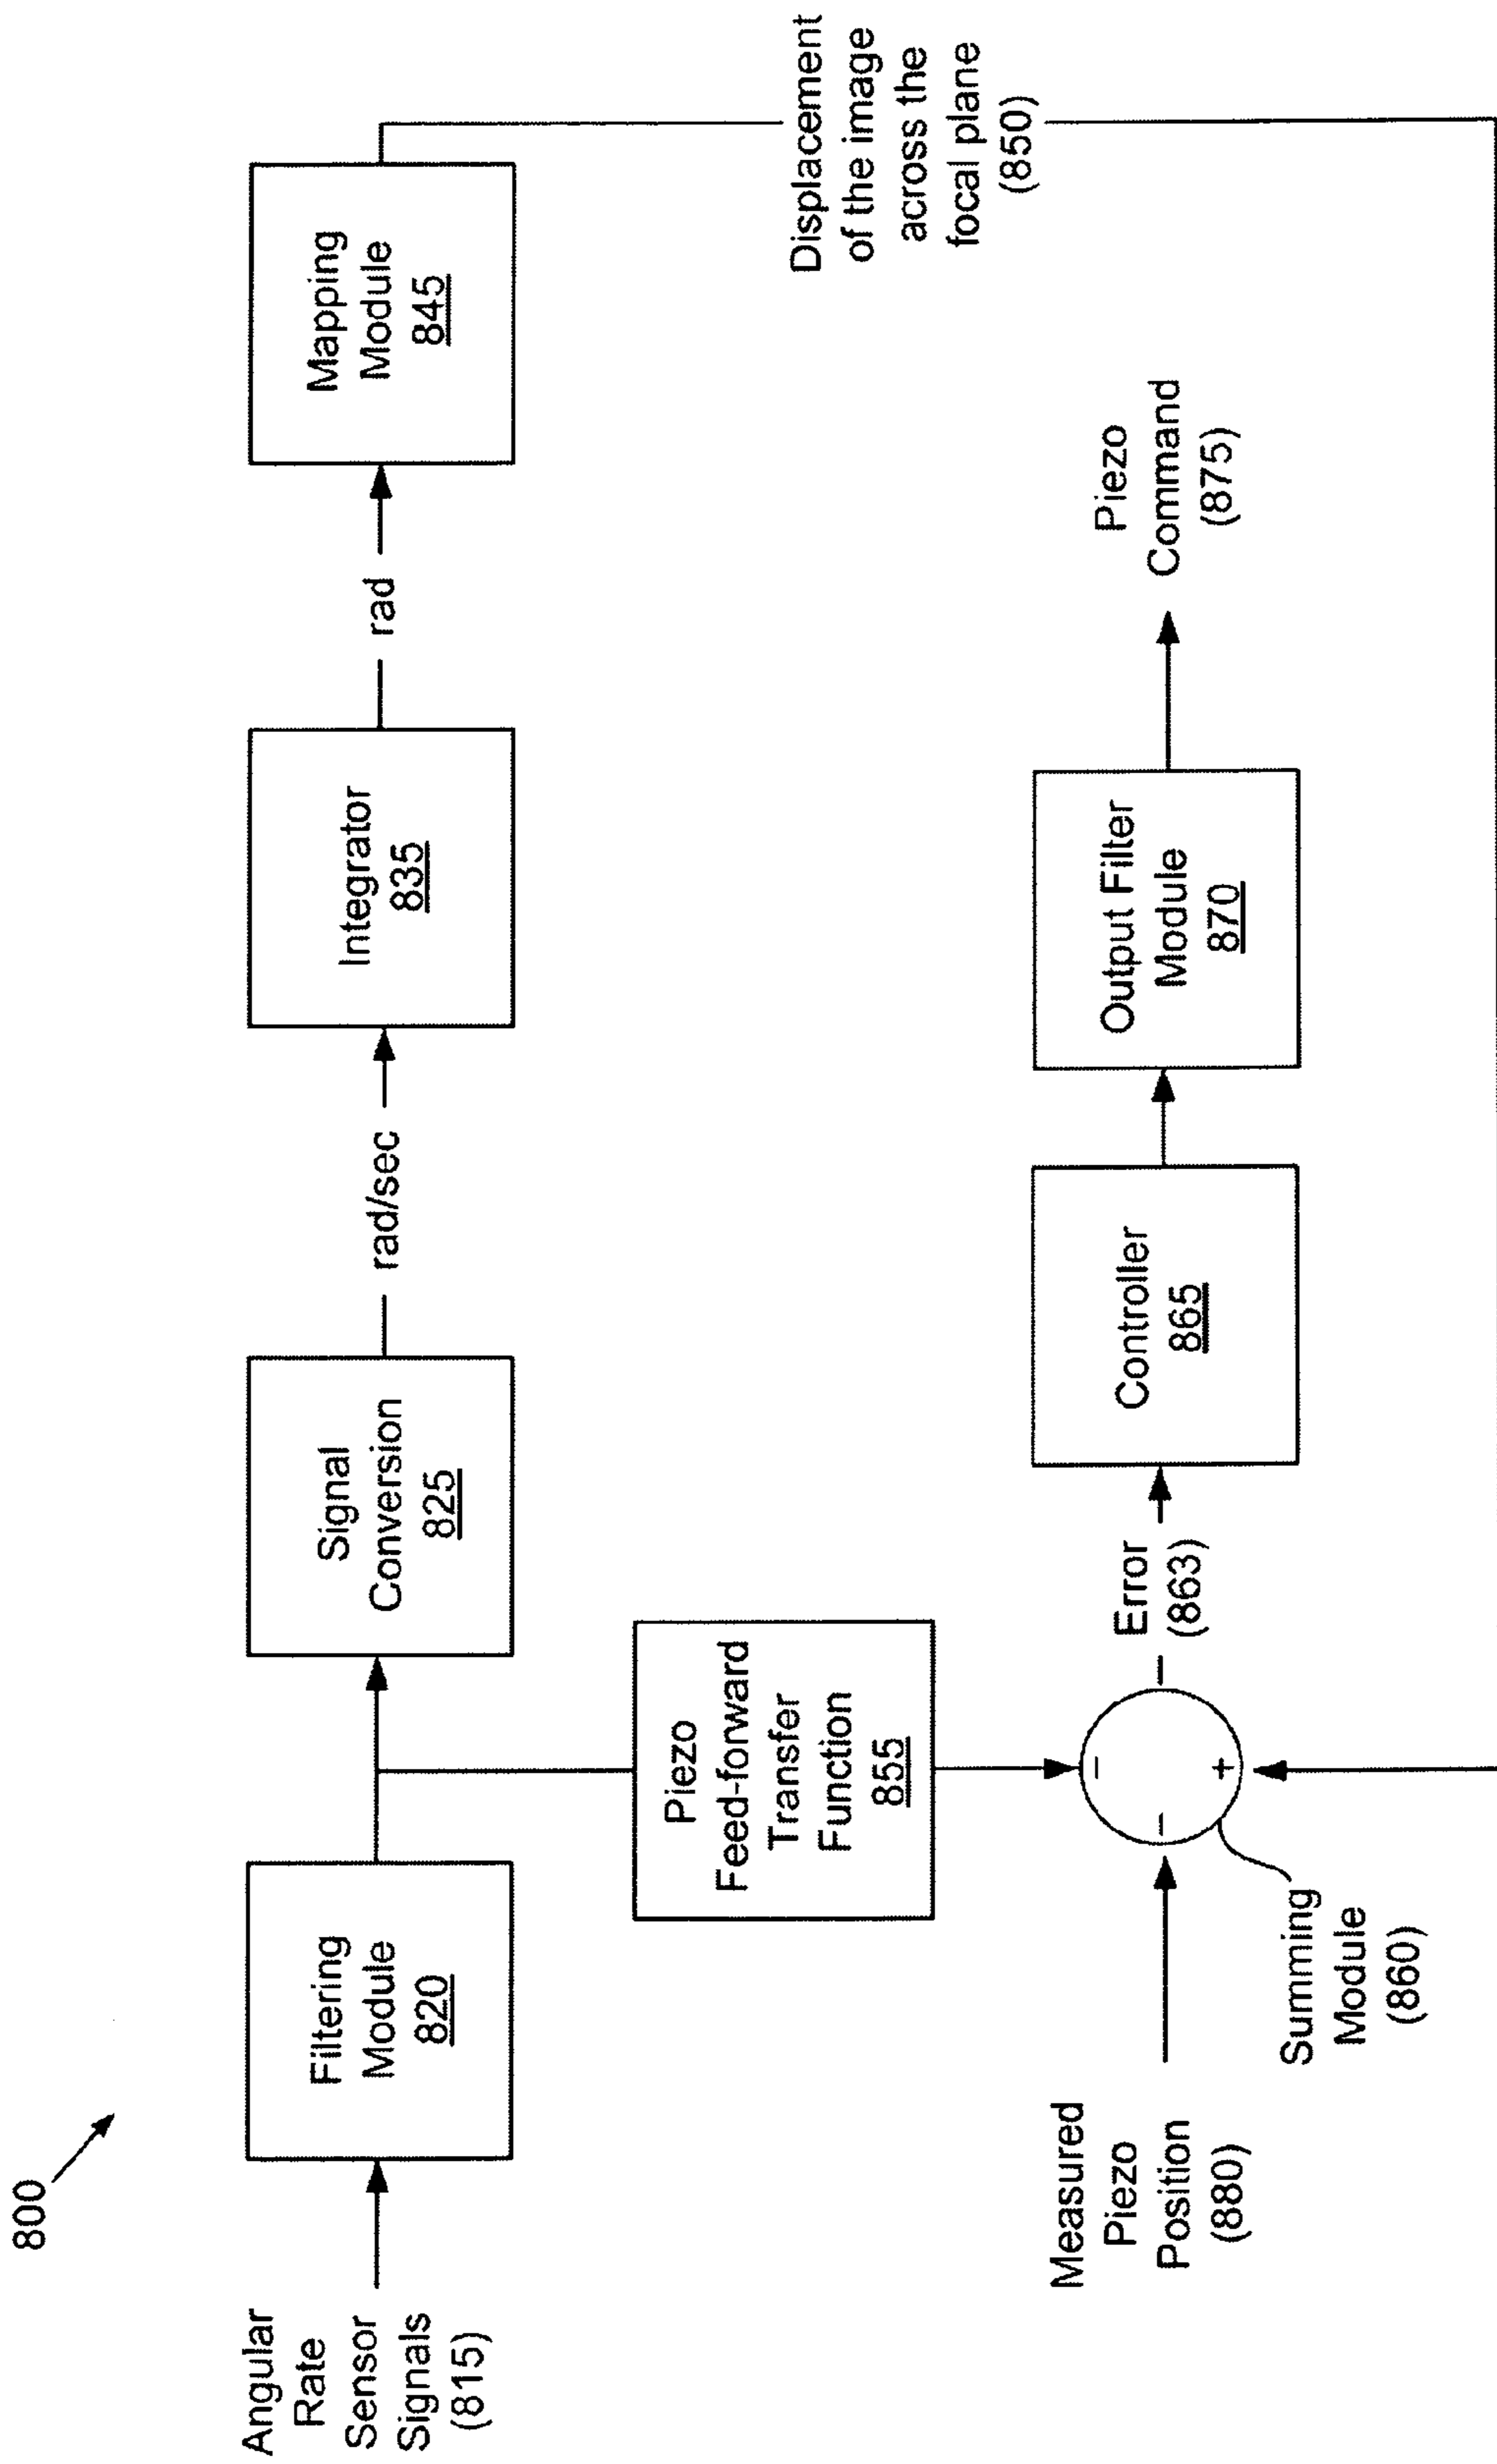 800
Angular
Rate
Sensor
Signals
(815)
Filtering
Module
820
Signal
Conversion
825
rad/sec
Integrator
835
rad
Mapping
Module
845
Displacement
of the image
across the
focal plane
(850)
Piezo
Feed-forward
Transfer
Function
855
Measured
Piezo
Position
(880)
−
−
+
Summing
Module
(860)
Error
(863)
Controller
865
Output Filter
Module
870
Piezo
Command
(875)